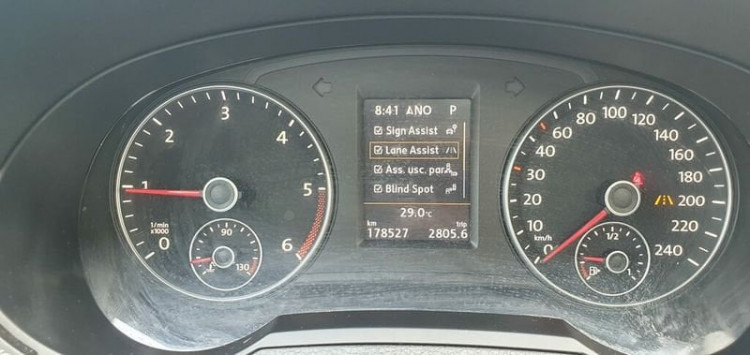 8:41 ANO P
Sign Assist
Lane Assist
Ass. usc. par
Blind Spot
29.0°C
km trip
178527 2805.6
0 1 2 3 4 5 6
1/min
x1000
90
130
0 10 20 30 40 60 80 100 120 140 160 180 200 220 240
km/h
1/2
1